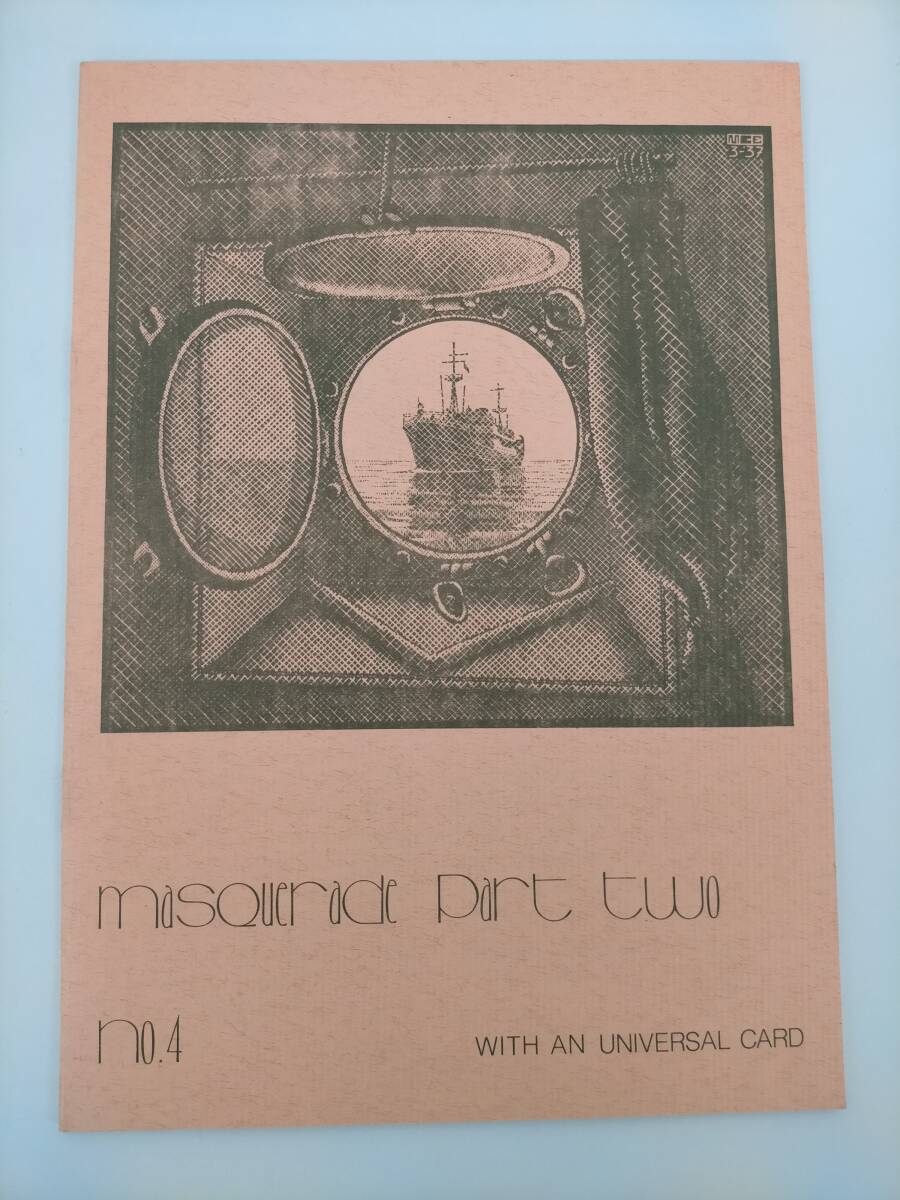 MCE
3-37
masquerade part two
no.4
WITH AN UNIVERSAL CARD